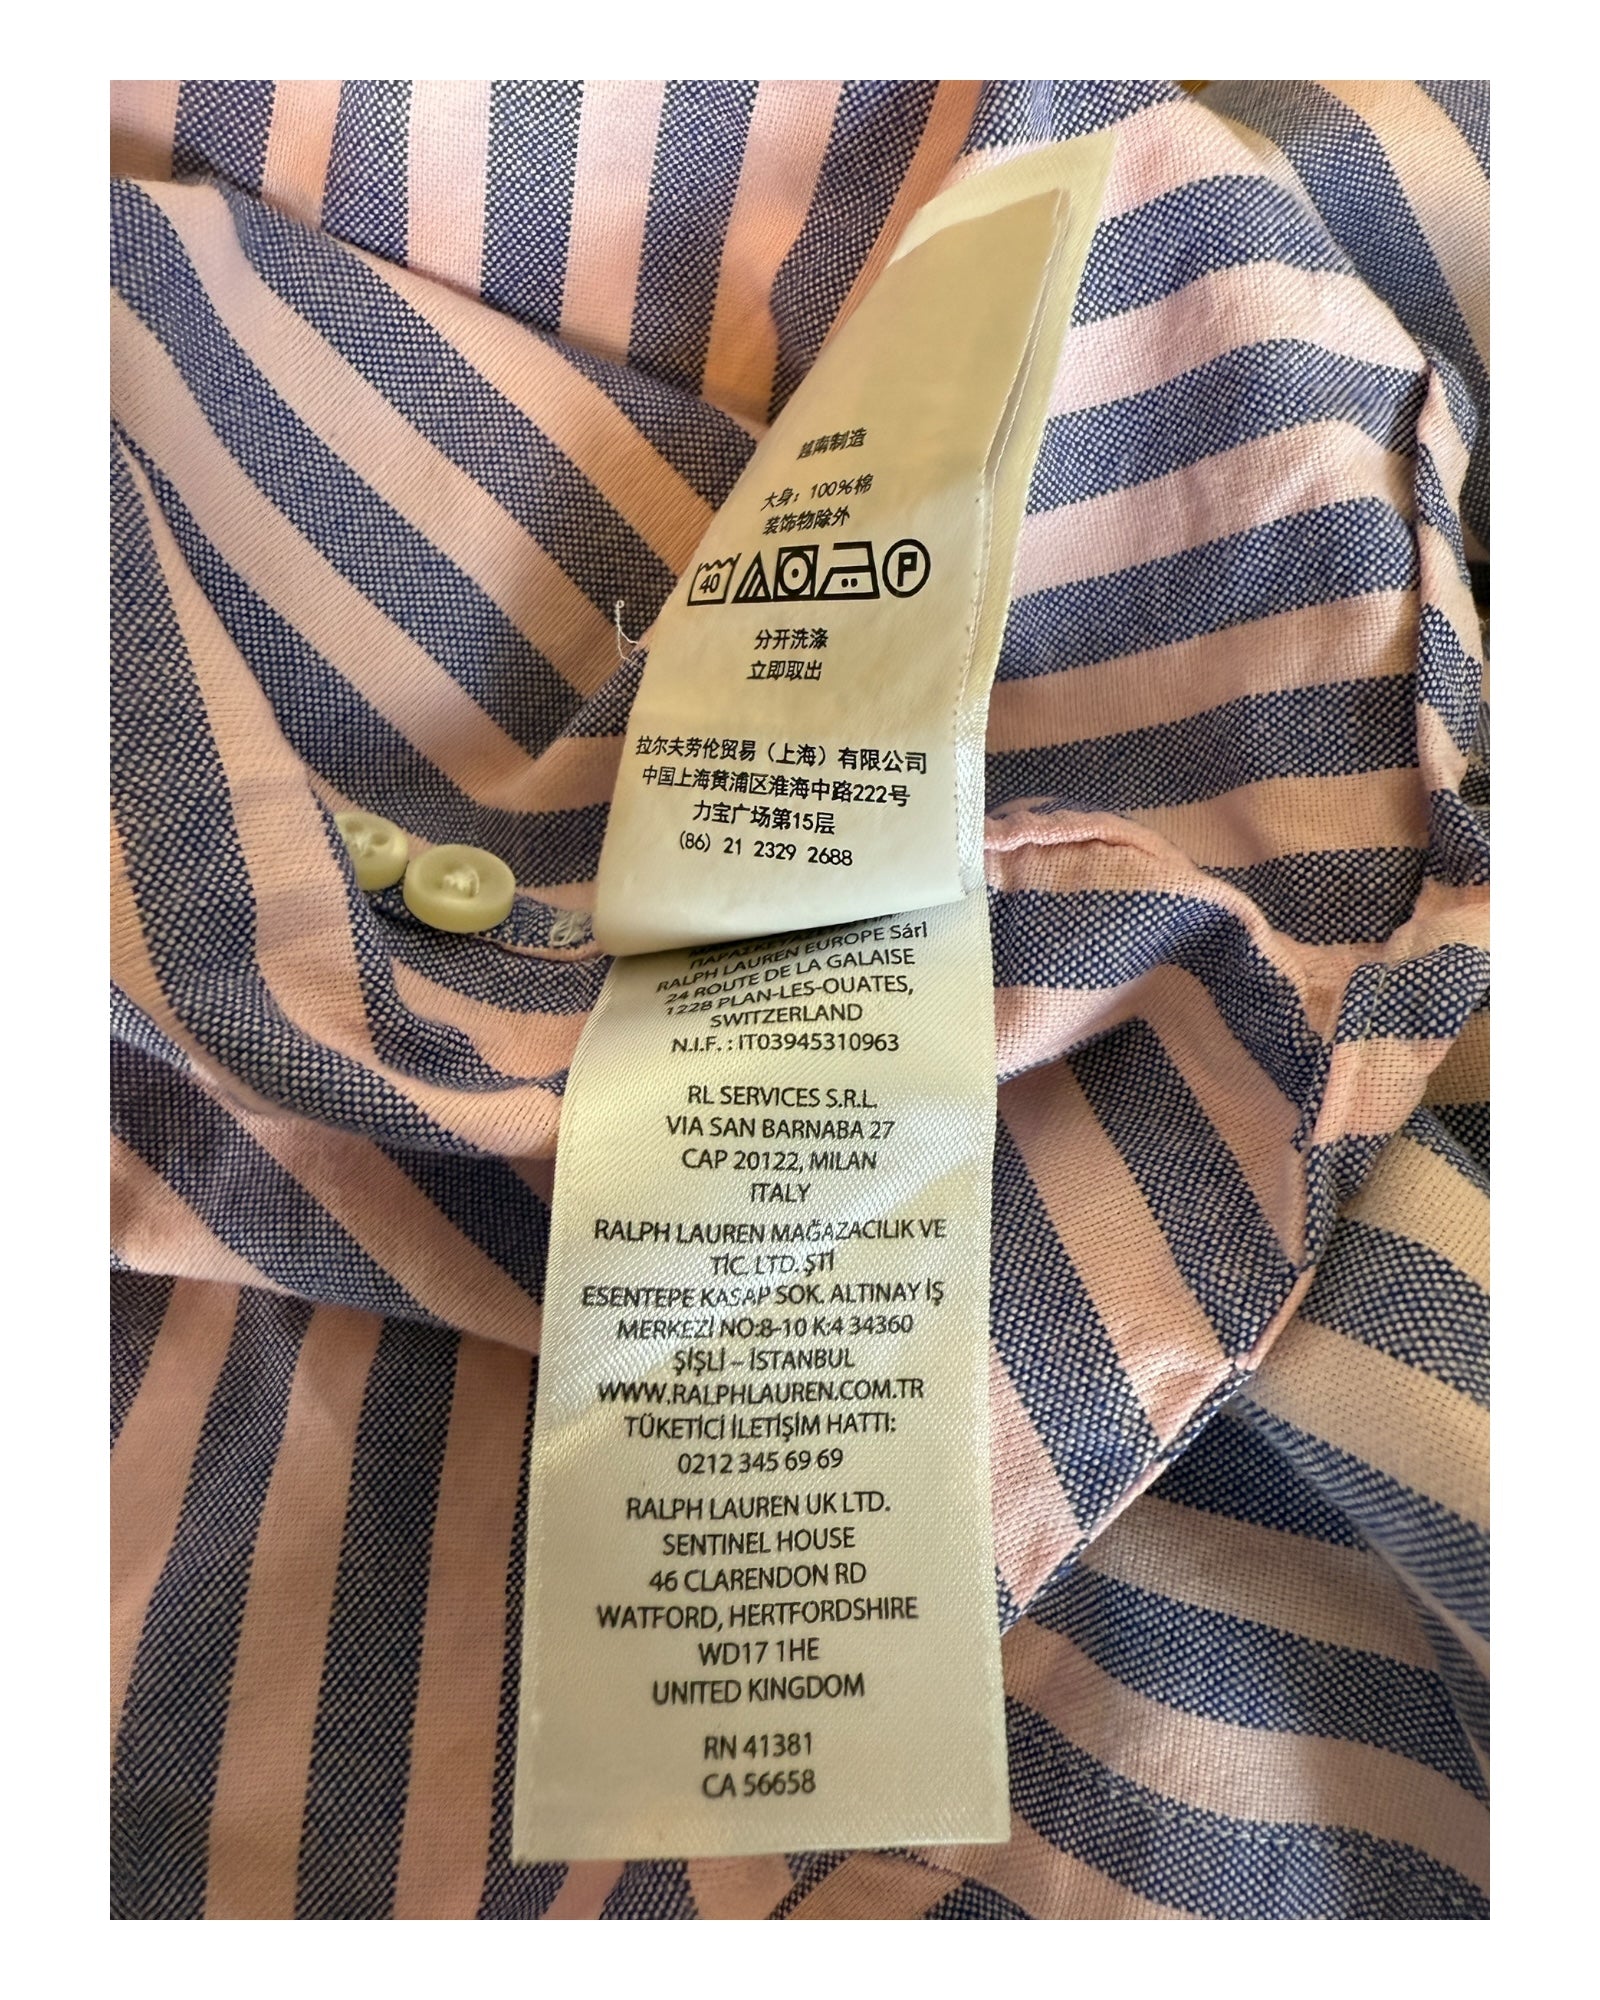 越南制造
大身：100%棉
装饰物除外
40
P
分开洗涤
立即取出
拉尔夫劳伦贸易（上海）有限公司
中国上海黄浦区淮海中路222号
力宝广场第15层
(86) 21 2329 2688
RALPH LAUREN EUROPE Sárl
24 ROUTE DE LA GALAISE
1228 PLAN-LES-OUATES,
SWITZERLAND
N.I.F. : IT03945310963
RL SERVICES S.R.L.
VIA SAN BARNABA 27
CAP 20122, MILAN
ITALY
RALPH LAUREN MAĞAZACILIK VE
TİC. LTD. ŞTİ
ESENTEPE KASAP SOK. ALTINAY İŞ
MERKEZİ NO:8-10 K:4 34360
ŞİŞLİ – İSTANBUL
WWW.RALPHLAUREN.COM.TR
TÜKETİCİ İLETİŞİM HATTI:
0212 345 69 69
RALPH LAUREN UK LTD.
SENTINEL HOUSE
46 CLARENDON RD
WATFORD, HERTFORDSHIRE
WD17 1HE
UNITED KINGDOM
RN 41381
CA 56658